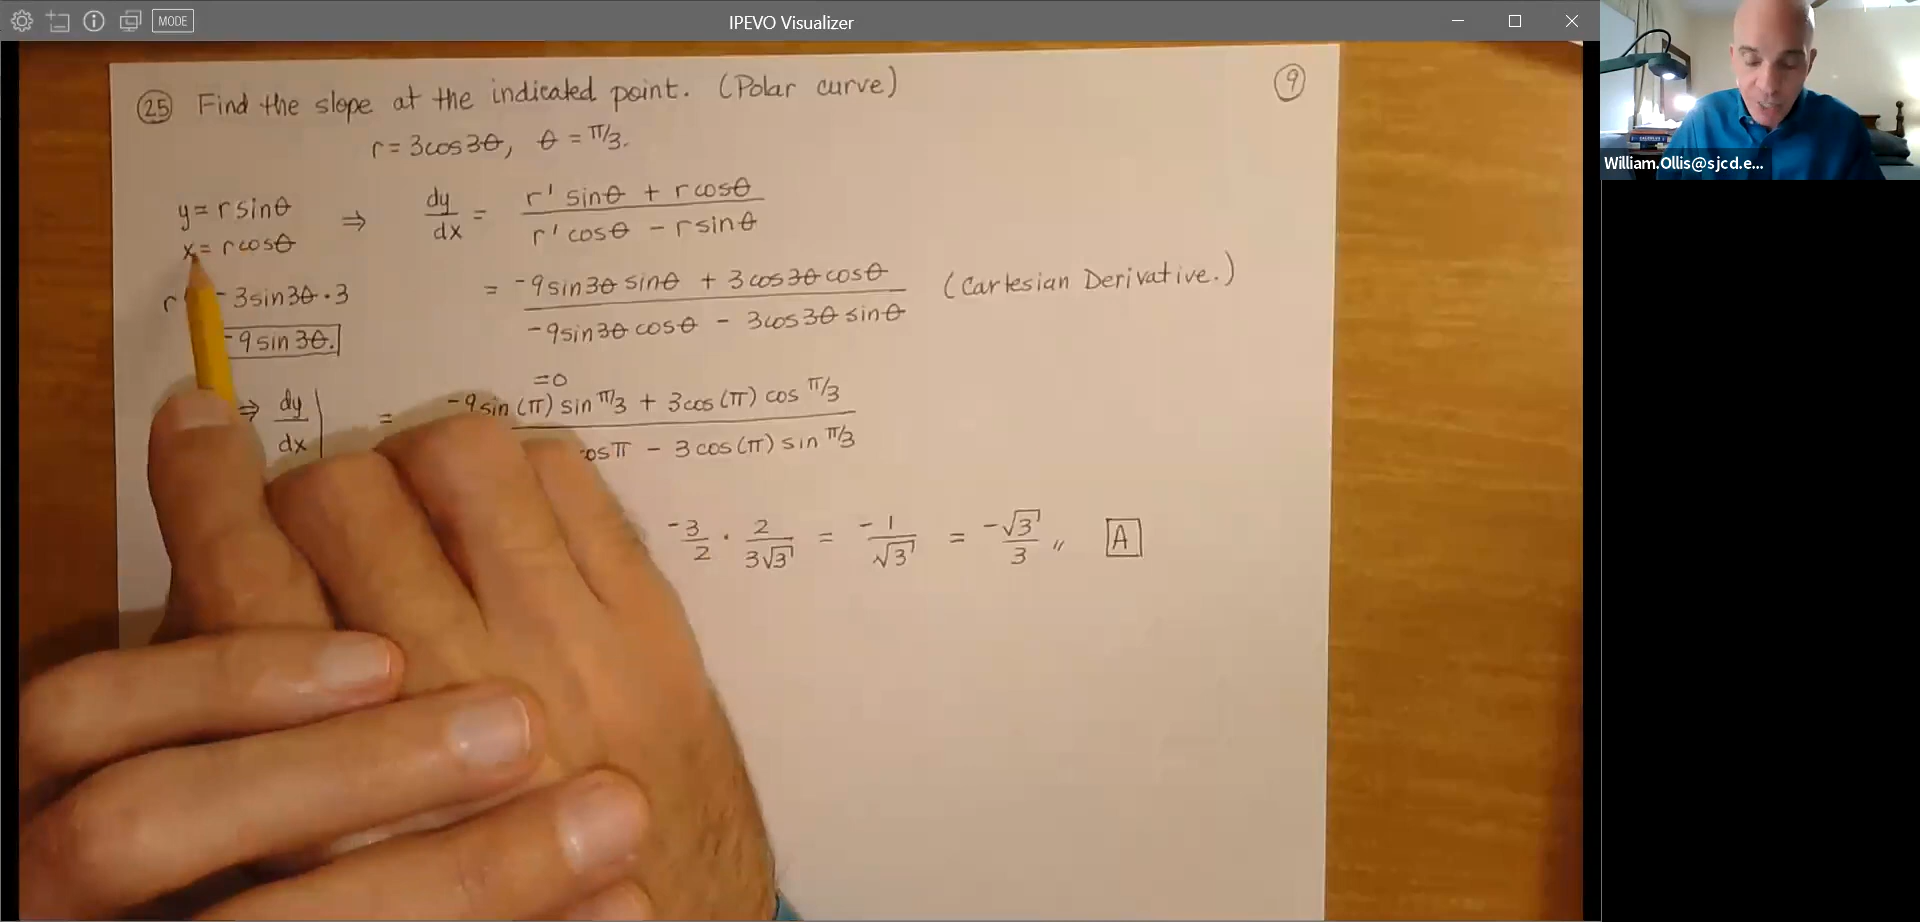 MODE
IPEVO Visualizer
William.Ollis@sjcd.e...
25 Find the slope at the indicated point. (Polar curve)
9
r = 3cos3θ, θ = π/3.
y = r sinθ ⇒ dy/dx = r' sinθ + r cosθ / r' cosθ - r sinθ
x = r cosθ
r - 3sin3θ · 3
= -9sin3θ sinθ + 3cos3θ cosθ / -9sin3θ cosθ - 3cos3θ sinθ (Cartesian Derivative.)
-9 sin 3θ.
=0
⇒ dy/dx | = -9sin(π) sin π/3 + 3cos(π) cos π/3 / cosπ - 3cos(π) sin π/3
-3/2 · 2/3√3 = -1/√3 = -√3/3 ,, A